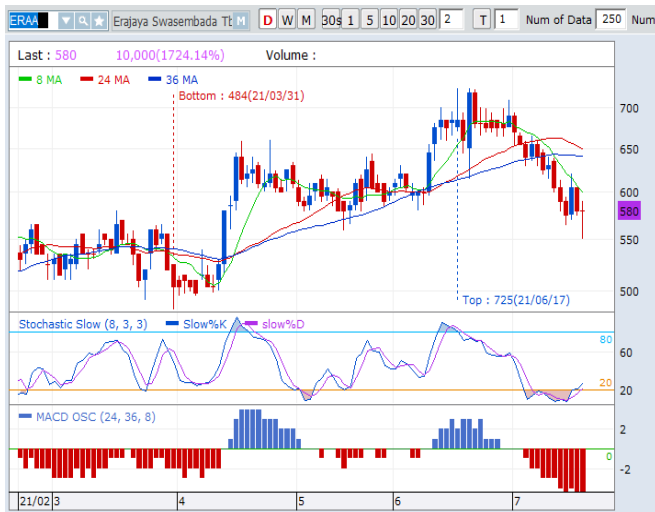 ERAA Erajaya Swasembada Tb M D W M 30s 1 5 10 20 30 2 T 1 Num of Data 250 Num
Last : 580 10,000(1724.14%) Volume :
8 MA 24 MA 36 MA
Bottom : 484(21/03/31)
700
650
600
580
550
500
Top : 725(21/06/17)
Stochastic Slow (8, 3, 3) Slow%K slow%D
80
60
20
20
MACD OSC (24, 36, 8)
2
0
-2
21/02 3 4 5 6 7